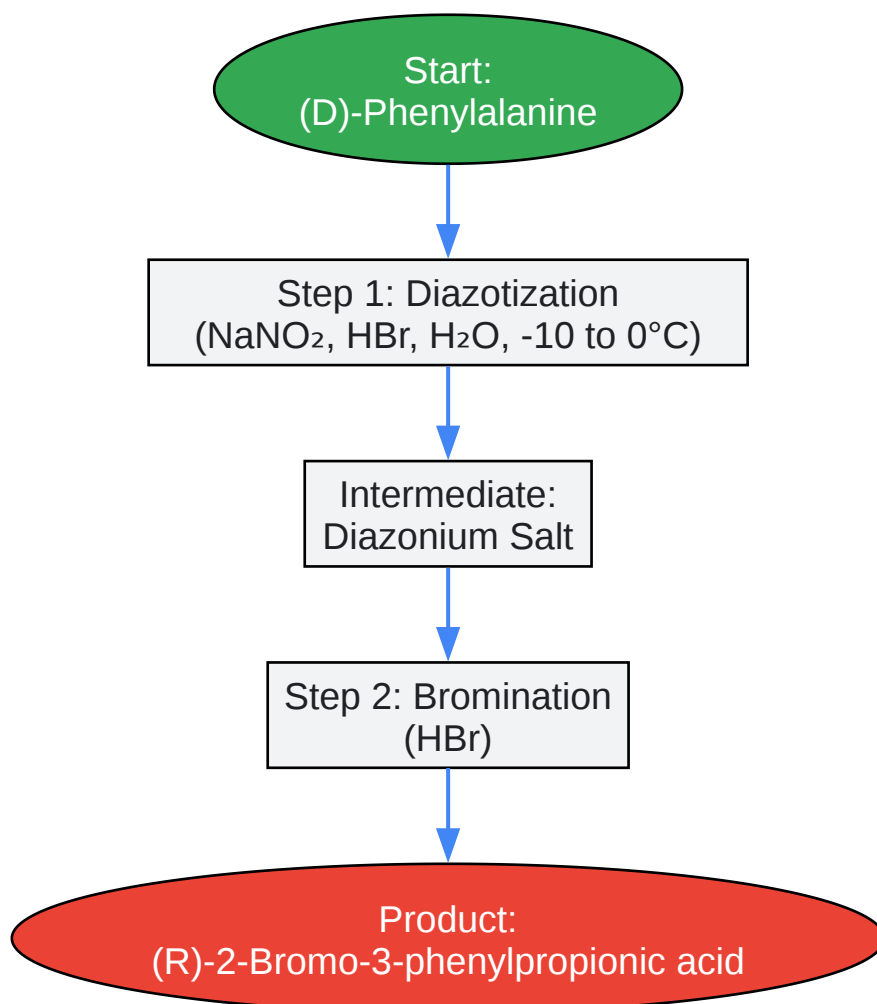 Start:
(D)-Phenylalanine
Step 1: Diazotization
(NaNO₂, HBr, H₂O, -10 to 0°C)
Intermediate:
Diazonium Salt
Step 2: Bromination
(HBr)
Product:
(R)-2-Bromo-3-phenylpropionic acid